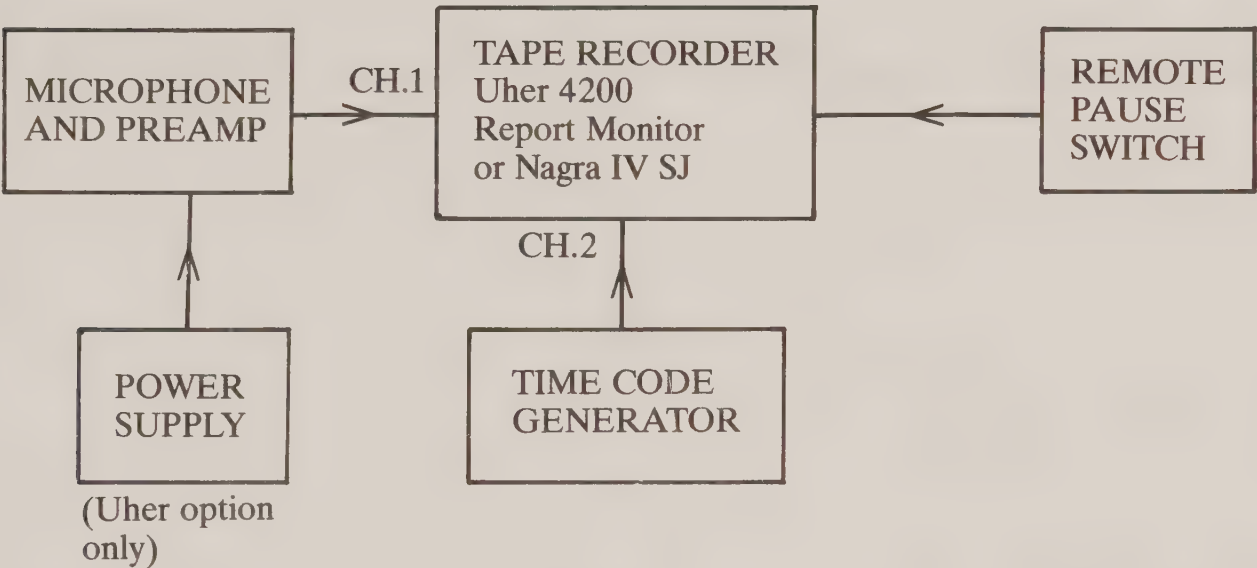 MICROPHONE
AND PREAMP
CH.1
TAPE RECORDER
Uher 4200
Report Monitor
or Nagra IV SJ
REMOTE
PAUSE
SWITCH
CH.2
POWER
SUPPLY
(Uher option
only)
TIME CODE
GENERATOR